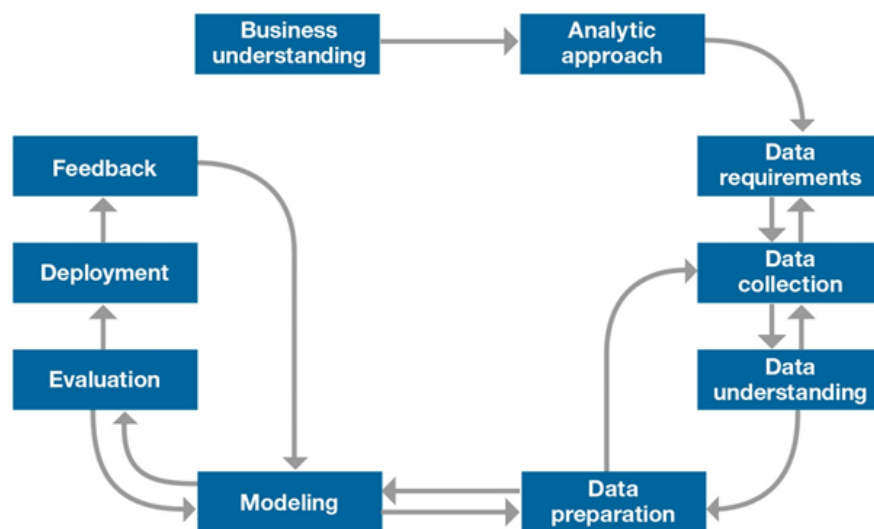 Business
understanding
Analytic
approach
Data
requirements
Data
collection
Data
understanding
Data
preparation
Modeling
Evaluation
Deployment
Feedback